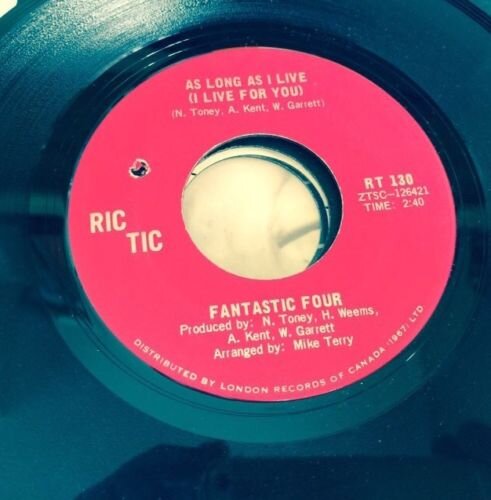 AS LONG AS I LIVE
(I LIVE FOR YOU)
(N. Toney, A. Kent, W. Garrett)
RT 130
ZTSC-126421
TIME: 2:40
RIC
TIC
FANTASTIC FOUR
Produced by: N. Toney, H. Weems,
A. Kent, W. Garrett
Arranged by: Mike Terry
DISTRIBUTED BY LONDON RECORDS OF CANADA (1967) LTD.